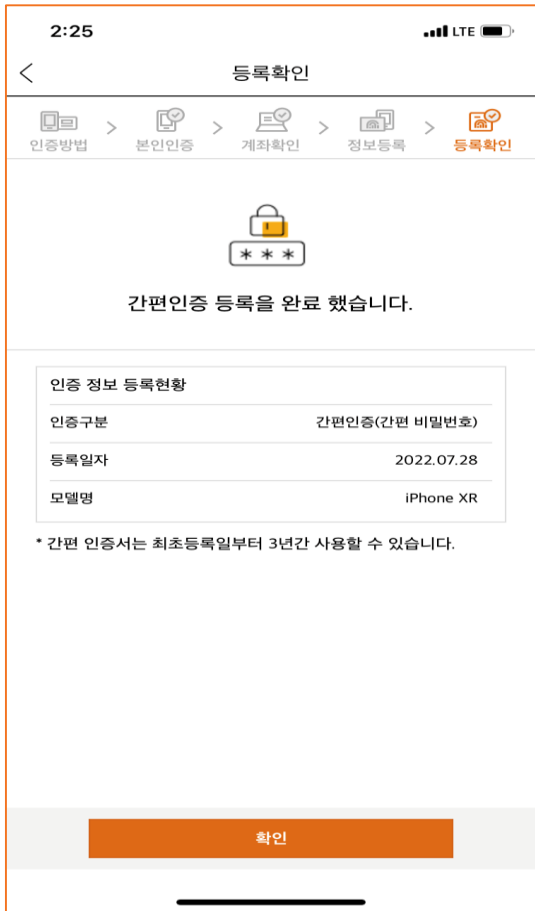 2:25 LTE
등록확인
인증방법 > 본인인증 > 계좌확인 > 정보등록 > 등록확인
***
간편인증 등록을 완료 했습니다.
인증 정보 등록현황
인증구분 간편인증(간편 비밀번호)
등록일자 2022.07.28
모델명 iPhone XR
* 간편 인증서는 최초등록일부터 3년간 사용할 수 있습니다.
확인